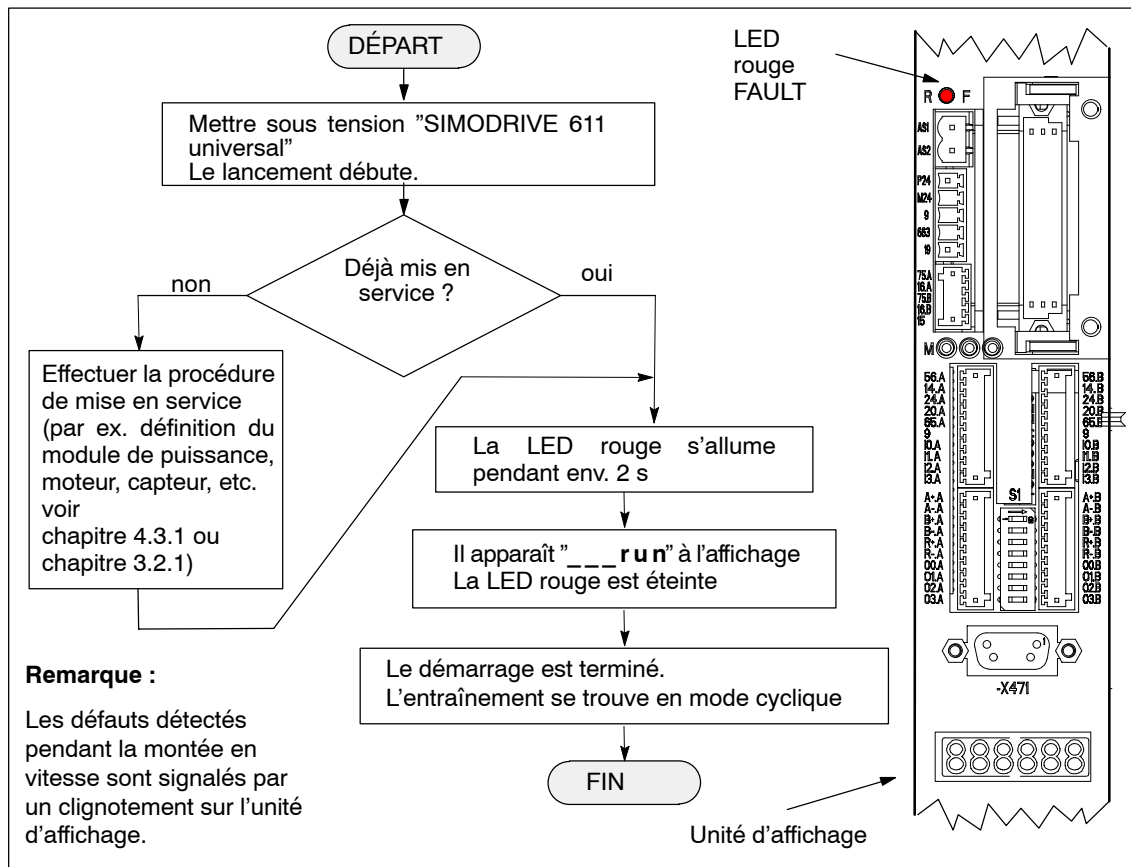 DÉPART
Mettre sous tension ”SIMODRIVE 611
universal”
Le lancement débute.
Déjà mis en
service ?
non
oui
Effectuer la procédure
de mise en service
(par ex. définition du
module de puissance,
moteur, capteur, etc.
voir
chapitre 4.3.1 ou
chapitre 3.2.1)
La LED rouge s’allume
pendant env. 2 s
Il apparaît ”___run” à l’affichage
La LED rouge est éteinte
Le démarrage est terminé.
L’entraînement se trouve en mode cyclique
FIN
Remarque :
Les défauts détectés
pendant la montée en
vitesse sont signalés par
un clignotement sur l’unité
d’affichage.
LED
rouge
FAULT
R F
AS1
AS2
P24
M24
9
663
19
75.A
16.A
75.B
16.B
15
M
56.A
14.A
24.A
20.A
65.A
9
I0.A
I1.A
I2.A
I3.A
56.B
14.B
24.B
20.B
65.B
9
I0.B
I1.B
I2.B
I3.B
S1
A+.A
A-.A
B+.A
B-.A
R+.A
R-.A
O0.A
O1.A
O2.A
O3.A
A+.B
A-.B
B+.B
B-.B
R+.B
R-.B
O0.B
O1.B
O2.B
O3.B
1
-X471
Unité d’affichage